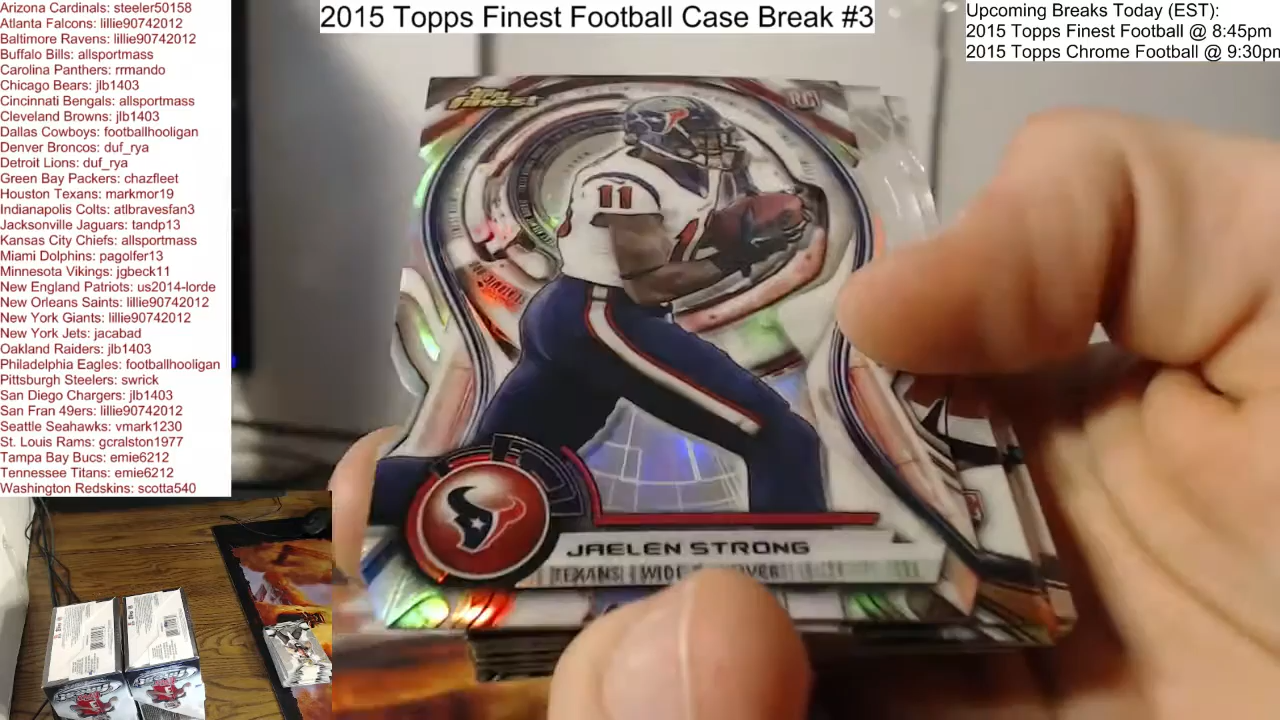 Arizona Cardinals: steeler50158
Atlanta Falcons: lillie90742012
Baltimore Ravens: lillie90742012
Buffalo Bills: allsportmass
Carolina Panthers: rrmando
Chicago Bears: jlb1403
Cincinnati Bengals: allsportmass
Cleveland Browns: jlb1403
Dallas Cowboys: footballhooligan
Denver Broncos: duf_rya
Detroit Lions: duf_rya
Green Bay Packers: chazfleet
Houston Texans: markmor19
Indianapolis Colts: atlbravesfan3
Jacksonville Jaguars: tandp13
Kansas City Chiefs: allsportmass
Miami Dolphins: pagolfer13
Minnesota Vikings: jgbeck11
New England Patriots: us2014-lorde
New Orleans Saints: lillie90742012
New York Giants: lillie90742012
New York Jets: jacabad
Oakland Raiders: jlb1403
Philadelphia Eagles: footballhooligan
Pittsburgh Steelers: swrick
San Diego Chargers: jlb1403
San Fran 49ers: lillie90742012
Seattle Seahawks: vmark1230
St. Louis Rams: gcralston1977
Tampa Bay Bucs: emie6212
Tennessee Titans: emie6212
Washington Redskins: scotta540
2015 Topps Finest Football Case Break #3
Upcoming Breaks Today (EST):
2015 Topps Finest Football @ 8:45pm
2015 Topps Chrome Football @ 9:30pm
Finest
RC
11
JAELEN STRONG
TEXANS WIDE